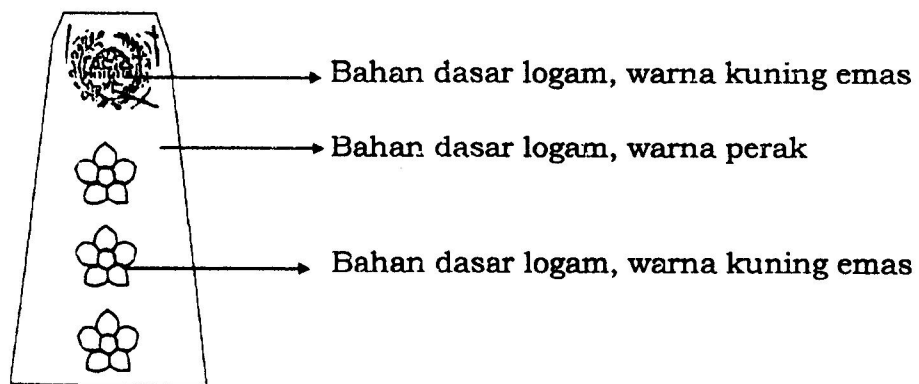 Bahan dasar logam, warna kuning emas
Bahan dasar logam, warna perak
Bahan dasar logam, warna kuning emas